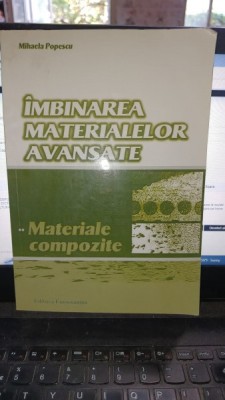 Mihaela Popescu
ÎMBINAREA
MATERIALELOR
AVANSATE
Materiale
compozite